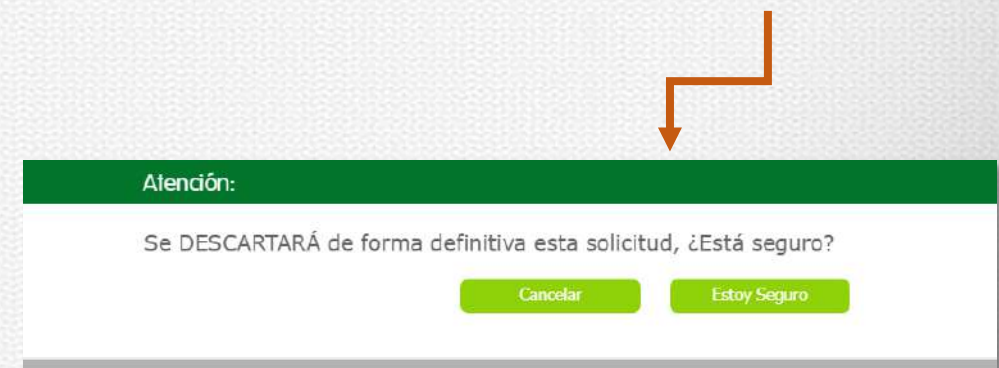 Atención:
Se DESCARTARÁ de forma definitiva esta solicitud, ¿Está seguro?
Cancelar
Estoy Seguro